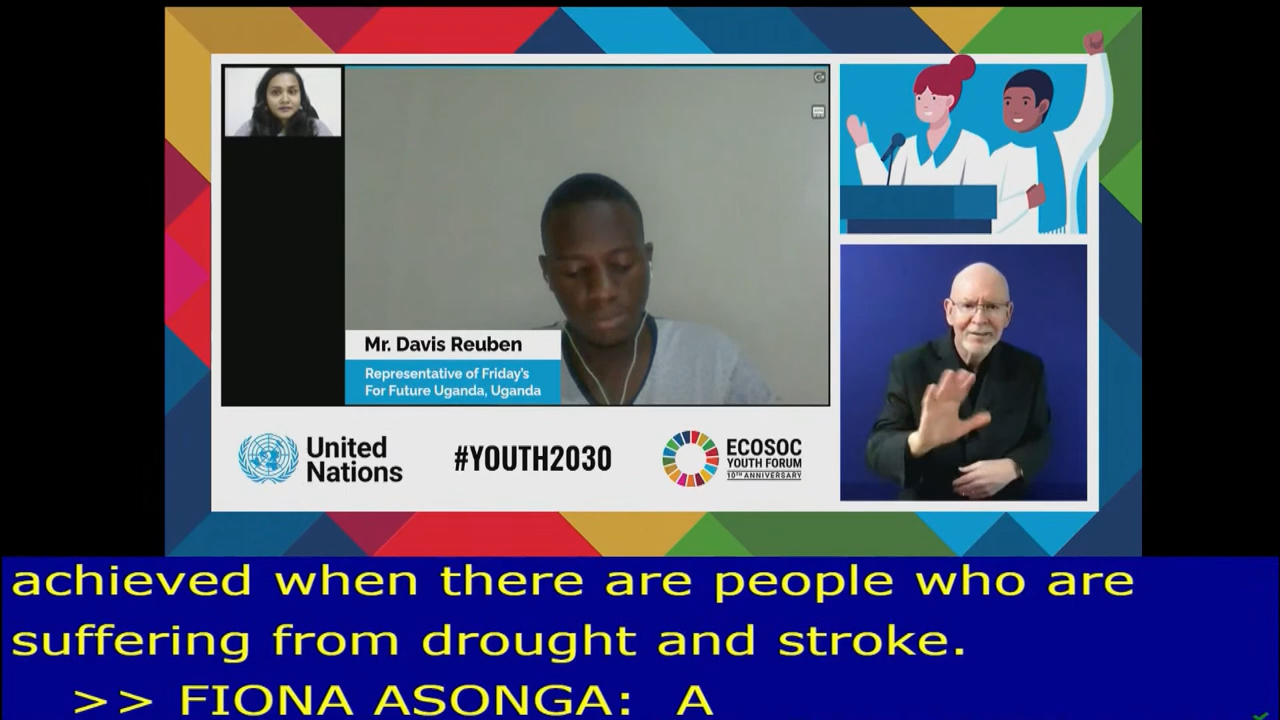 Mr. Davis Reuben
Representative of Friday's
For Future Uganda, Uganda
United
Nations
#YOUTH2030
ECOSOC
YOUTH FORUM
10TH ANNIVERSARY
achieved when there are people who are
suffering from drought and stroke.
>> FIONA ASONGA: A